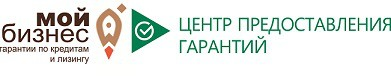 мой
бизнес
гарантии по кредитам
и лизингу
ЦЕНТР ПРЕДОСТАВЛЕНИЯ
ГАРАНТИЙ